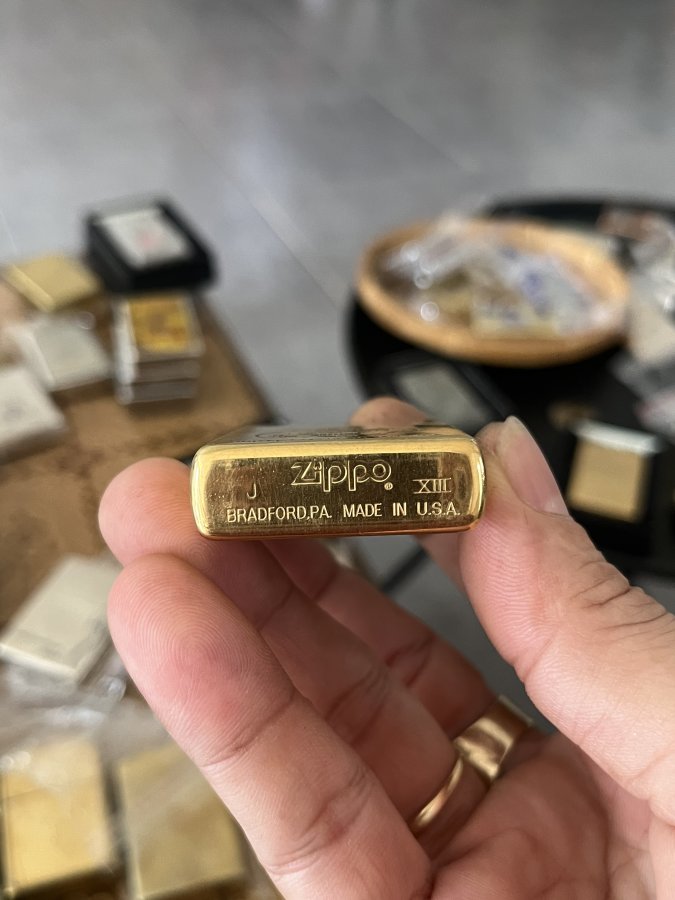 Zippo ®
J XIII
BRADFORD,PA. MADE IN U.S.A.